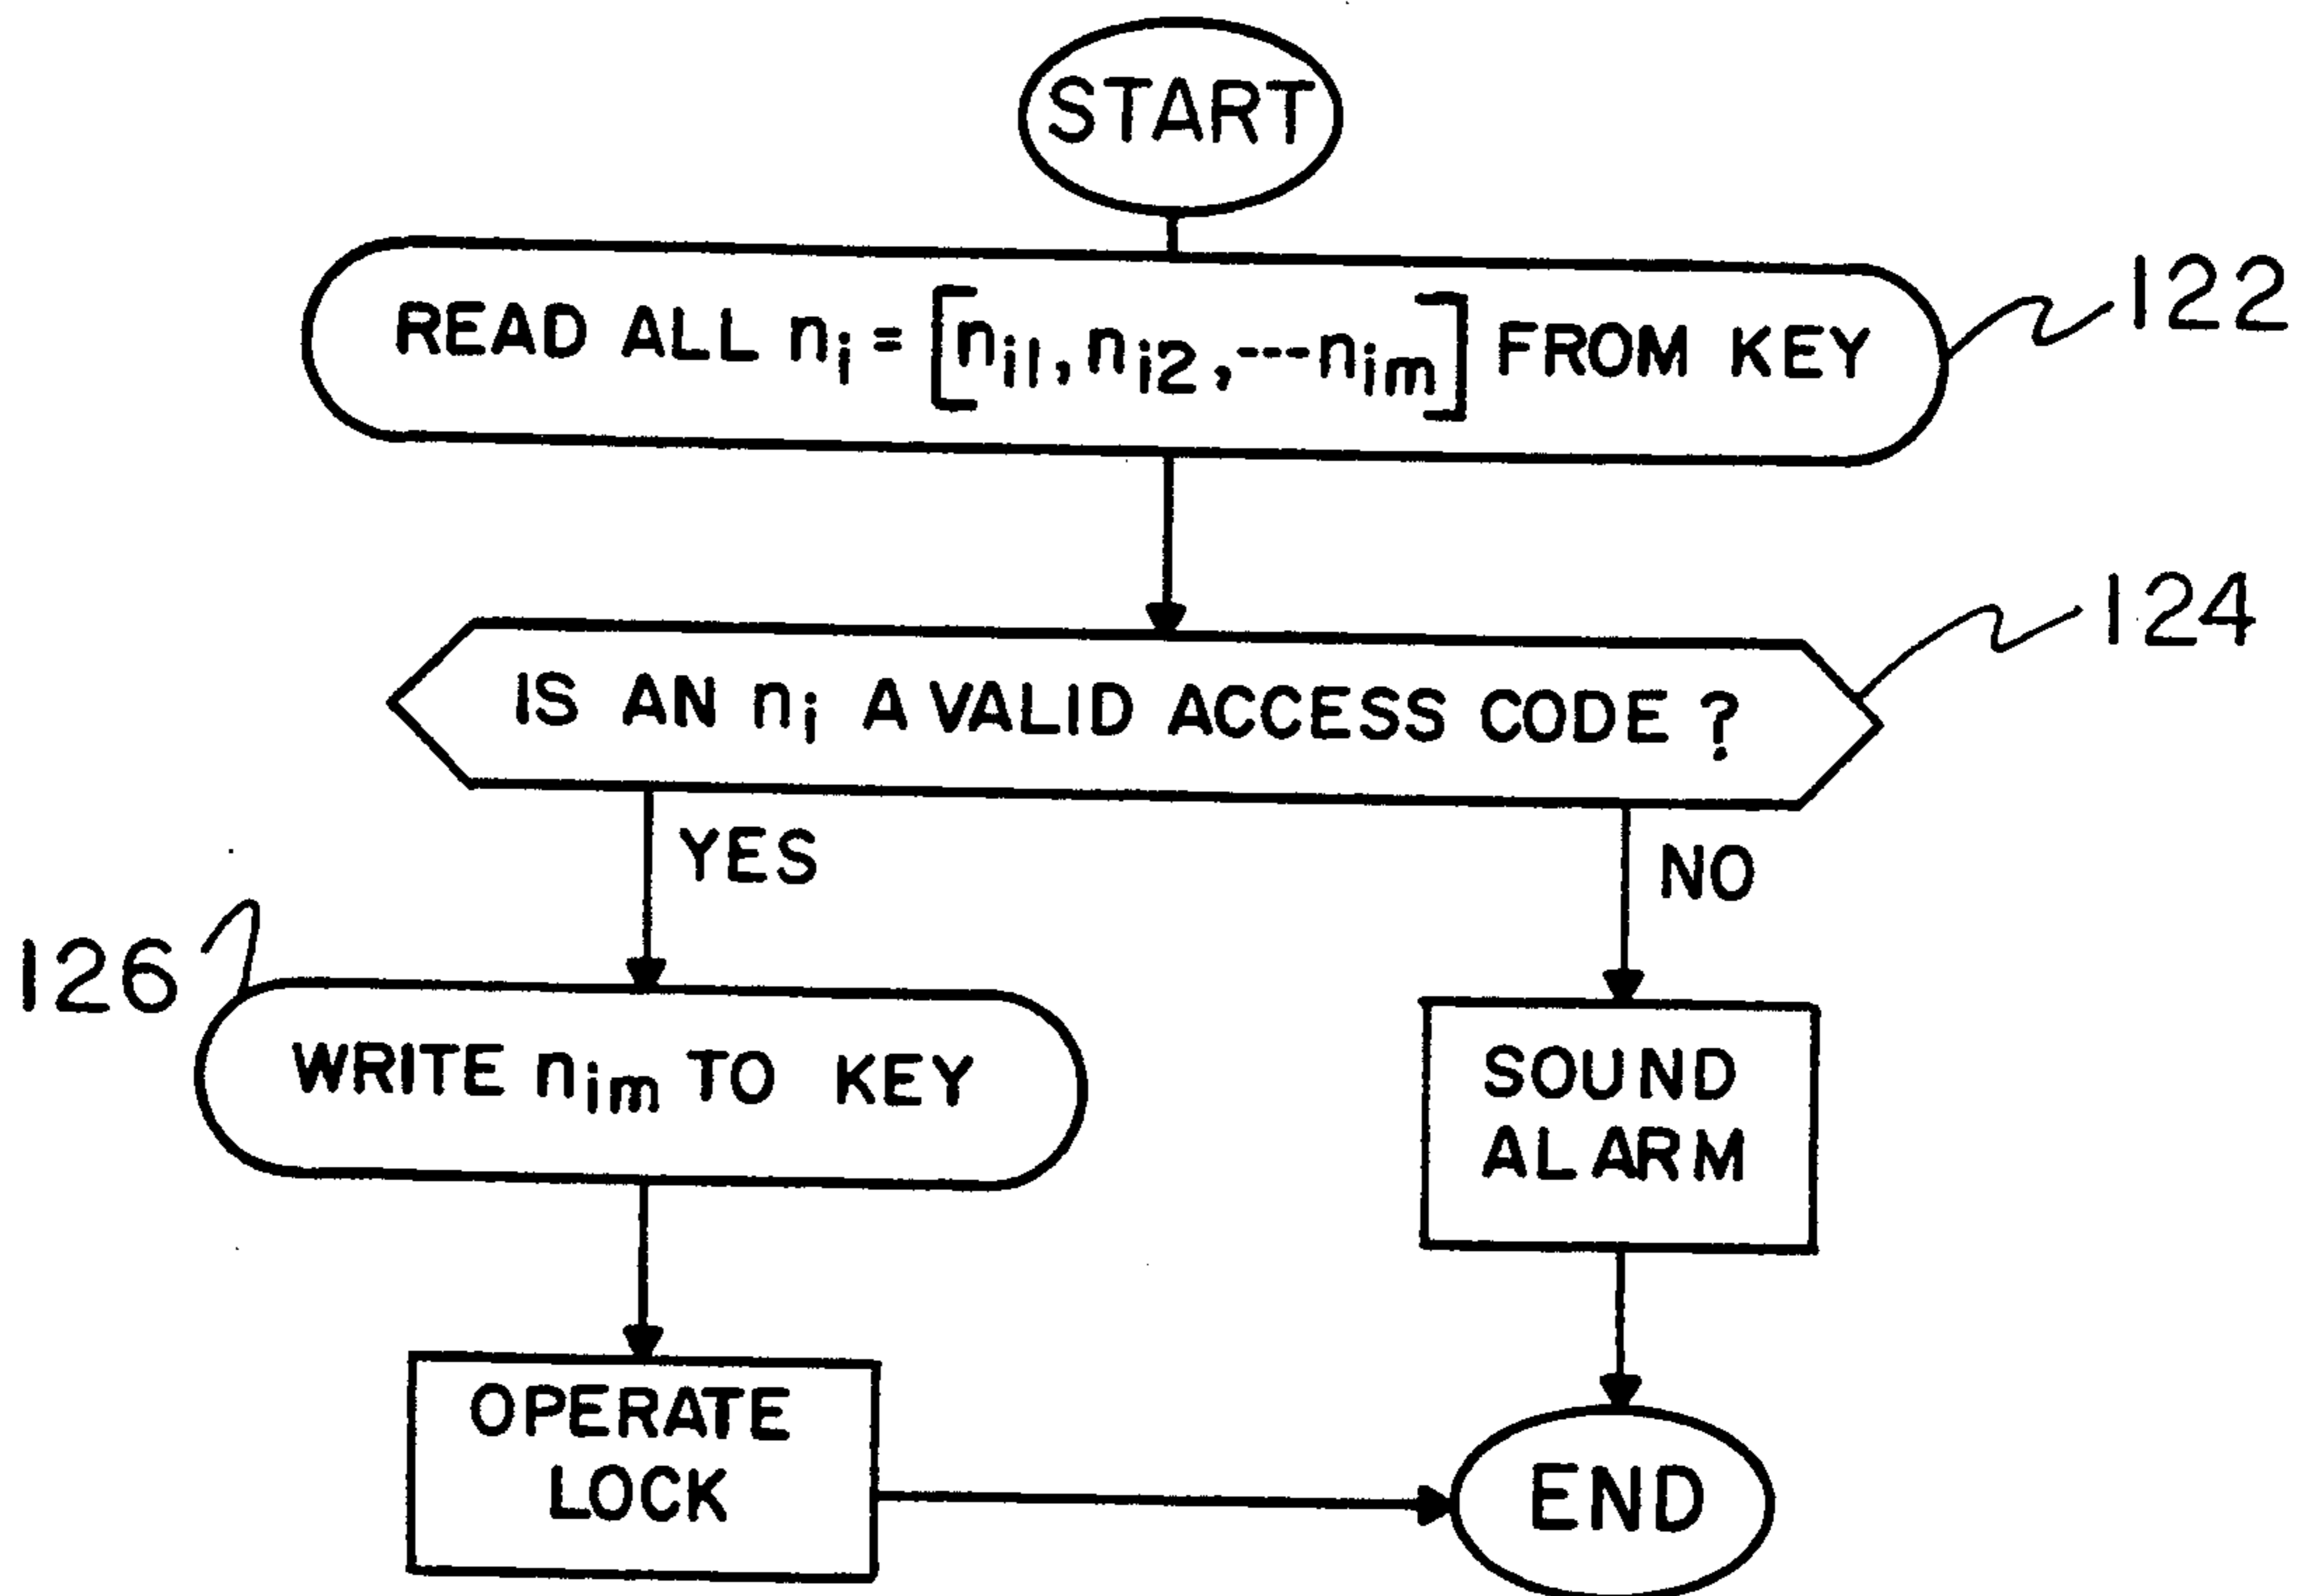 START
READ ALL nᵢ = [nᵢ₁, nᵢ₂, ---nᵢₘ] FROM KEY
122
IS AN nᵢ A VALID ACCESS CODE ?
124
YES
NO
126
WRITE nᵢₘ TO KEY
SOUND
ALARM
OPERATE
LOCK
END